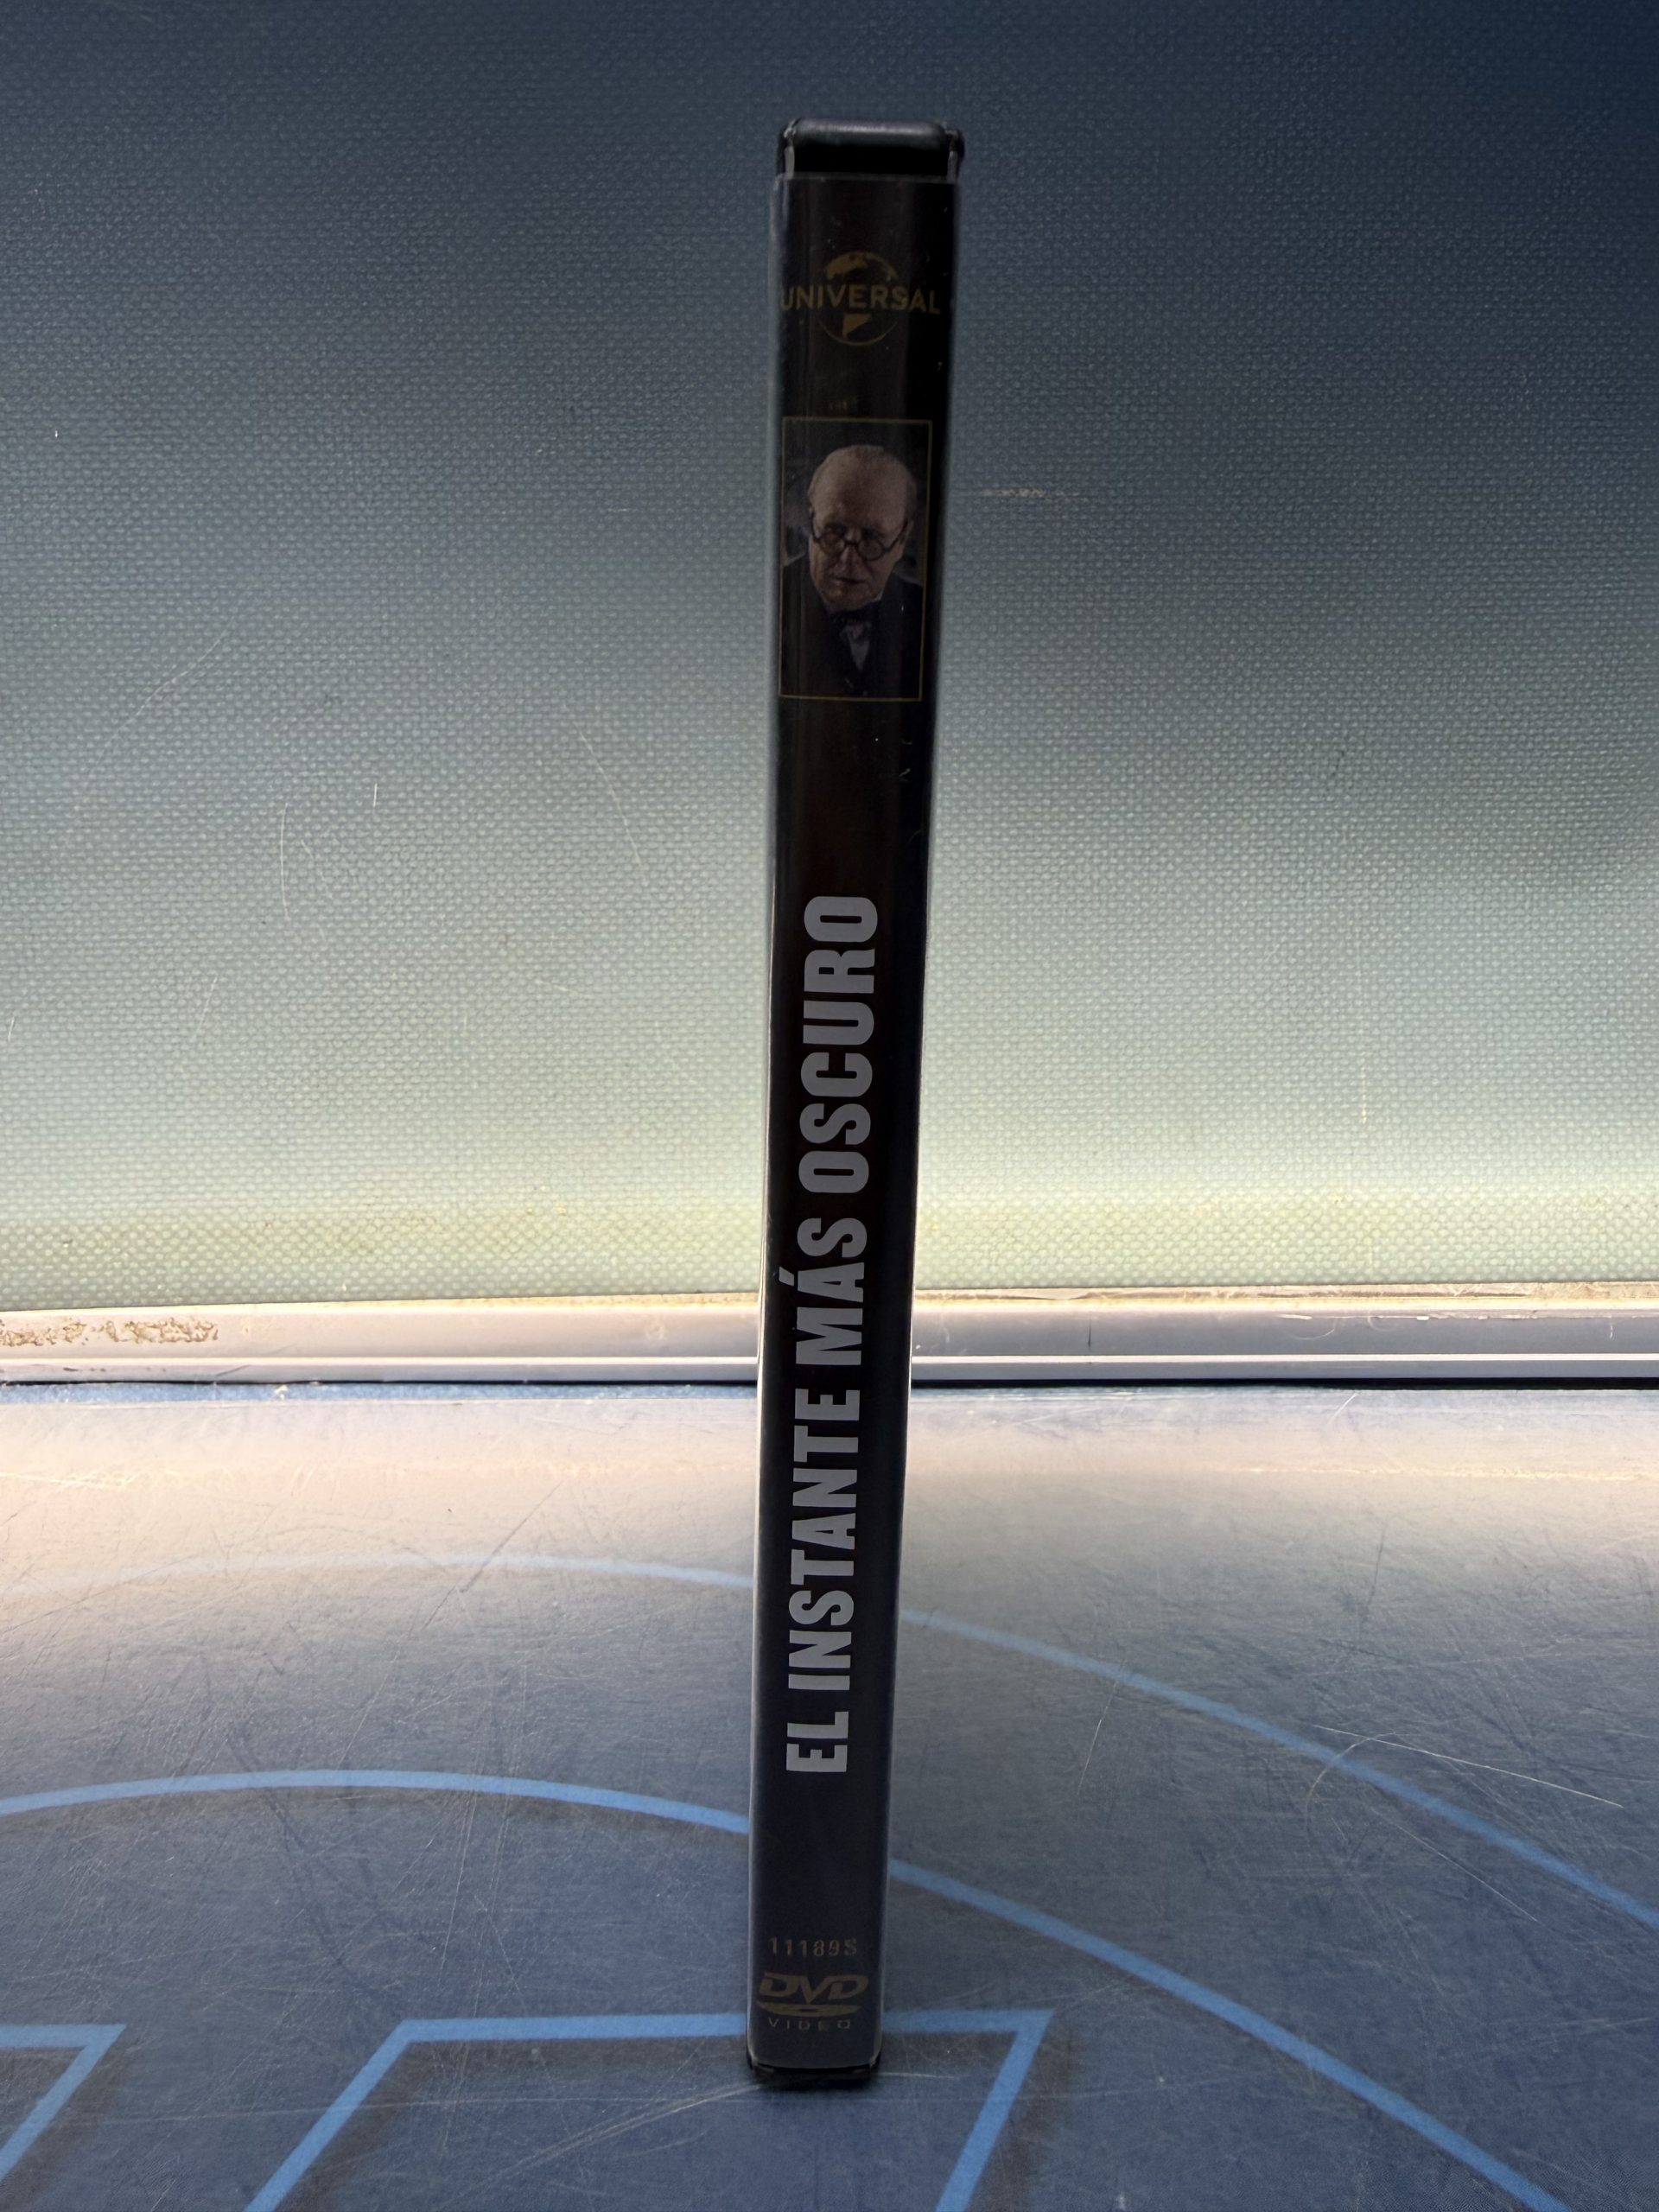 UNIVERSAL
EL INSTANTE MÁS OSCURO
11189S
DVD
VIDEO